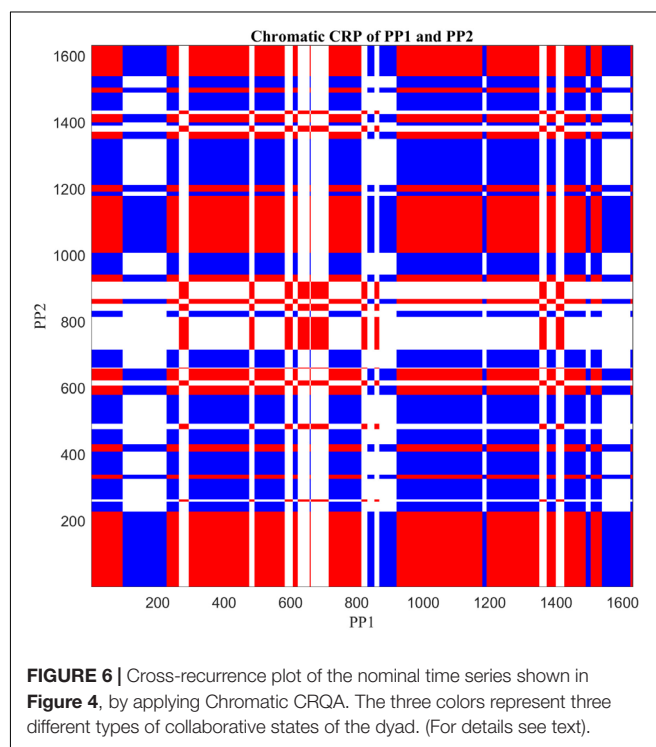 Chromatic CRP of PP1 and PP2
1600
1400
1200
1000
800
600
400
200
PP2
200 400 600 800 1000 1200 1400 1600
PP1
FIGURE 6 | Cross-recurrence plot of the nominal time series shown in
Figure 4, by applying Chromatic CRQA. The three colors represent three
different types of collaborative states of the dyad. (For details see text).